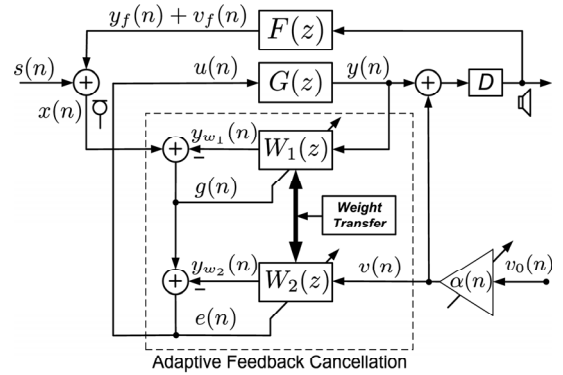 y_f(n) + v_f(n)
F(z)
s(n)
u(n)
G(z)
y(n)
D
x(n)
y_{w_1}(n)
W_1(z)
g(n)
Weight
Transfer
y_{w_2}(n)
W_2(z)
v(n)
α(n)
v_0(n)
e(n)
Adaptive Feedback Cancellation